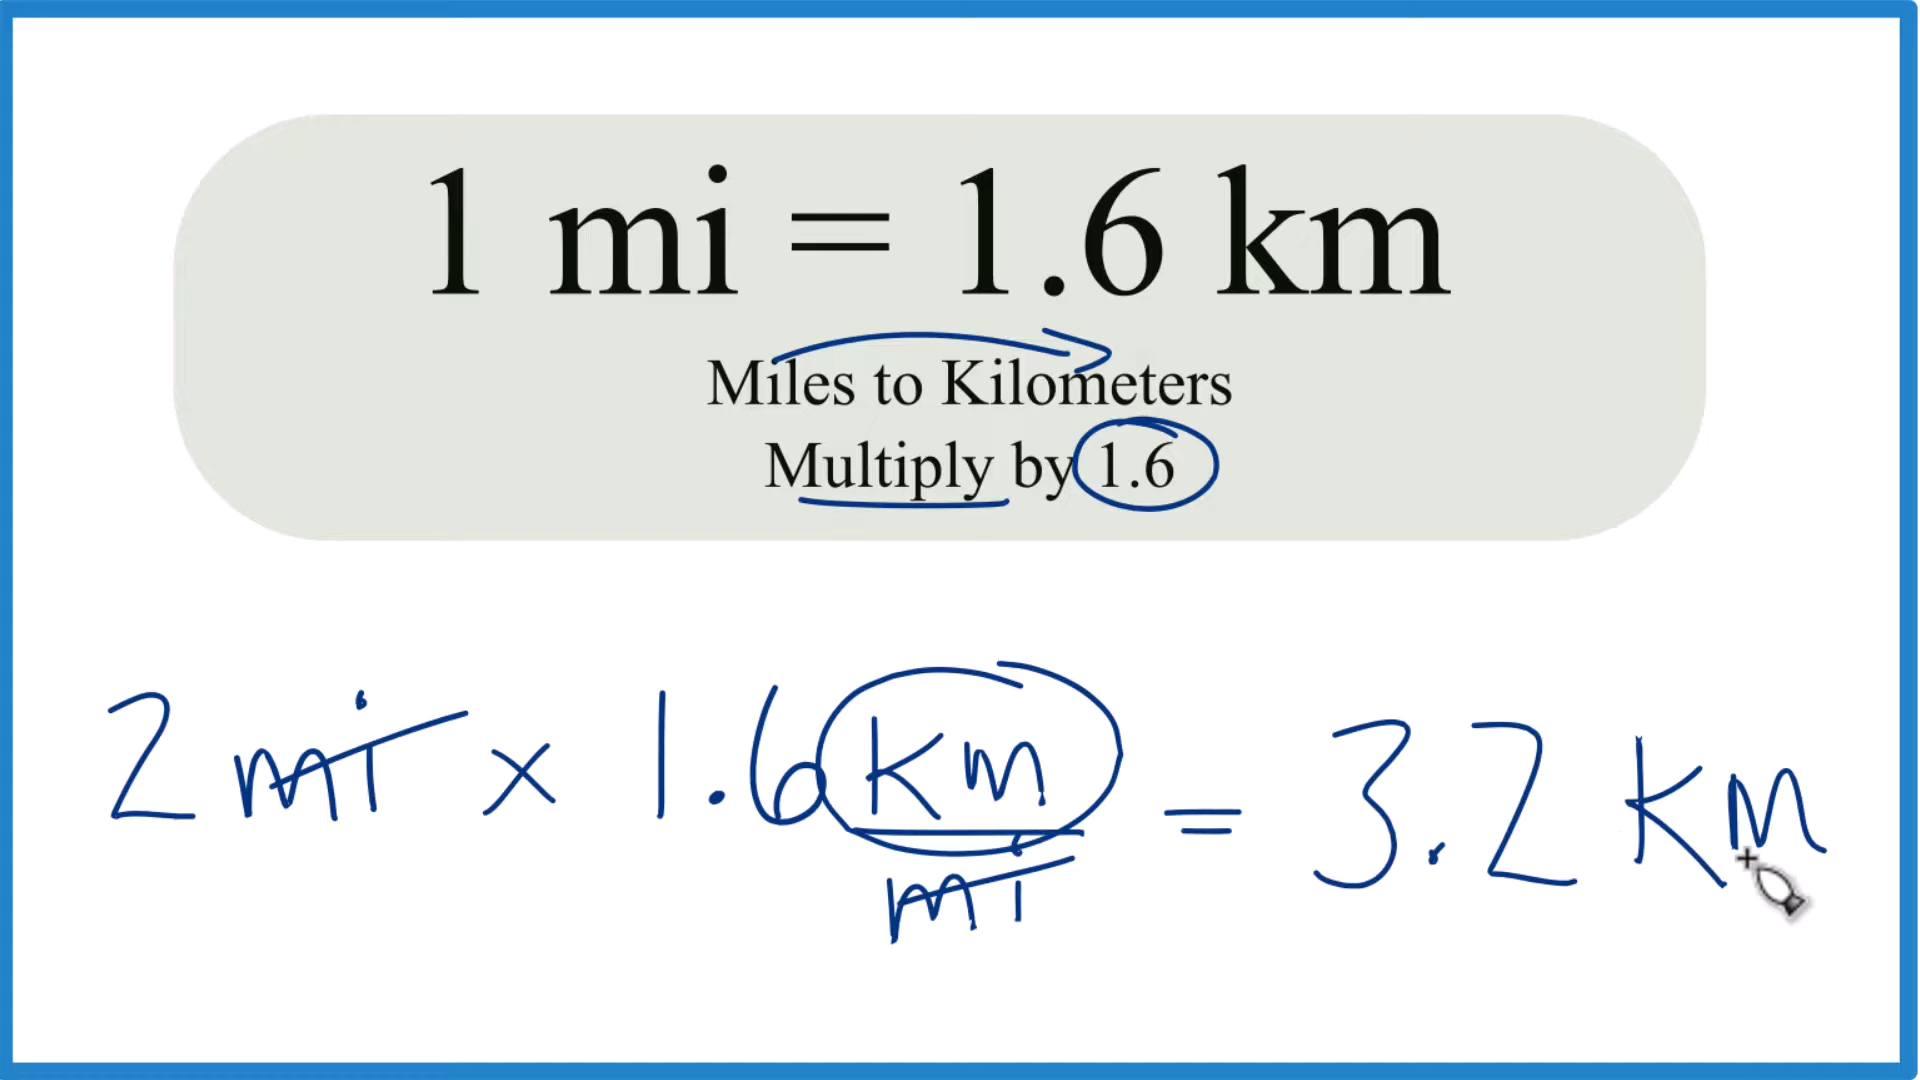 1 mi = 1.6 km
Miles to Kilometers
Multiply by 1.6
2 mi × 1.6 km = 3.2 km
mi